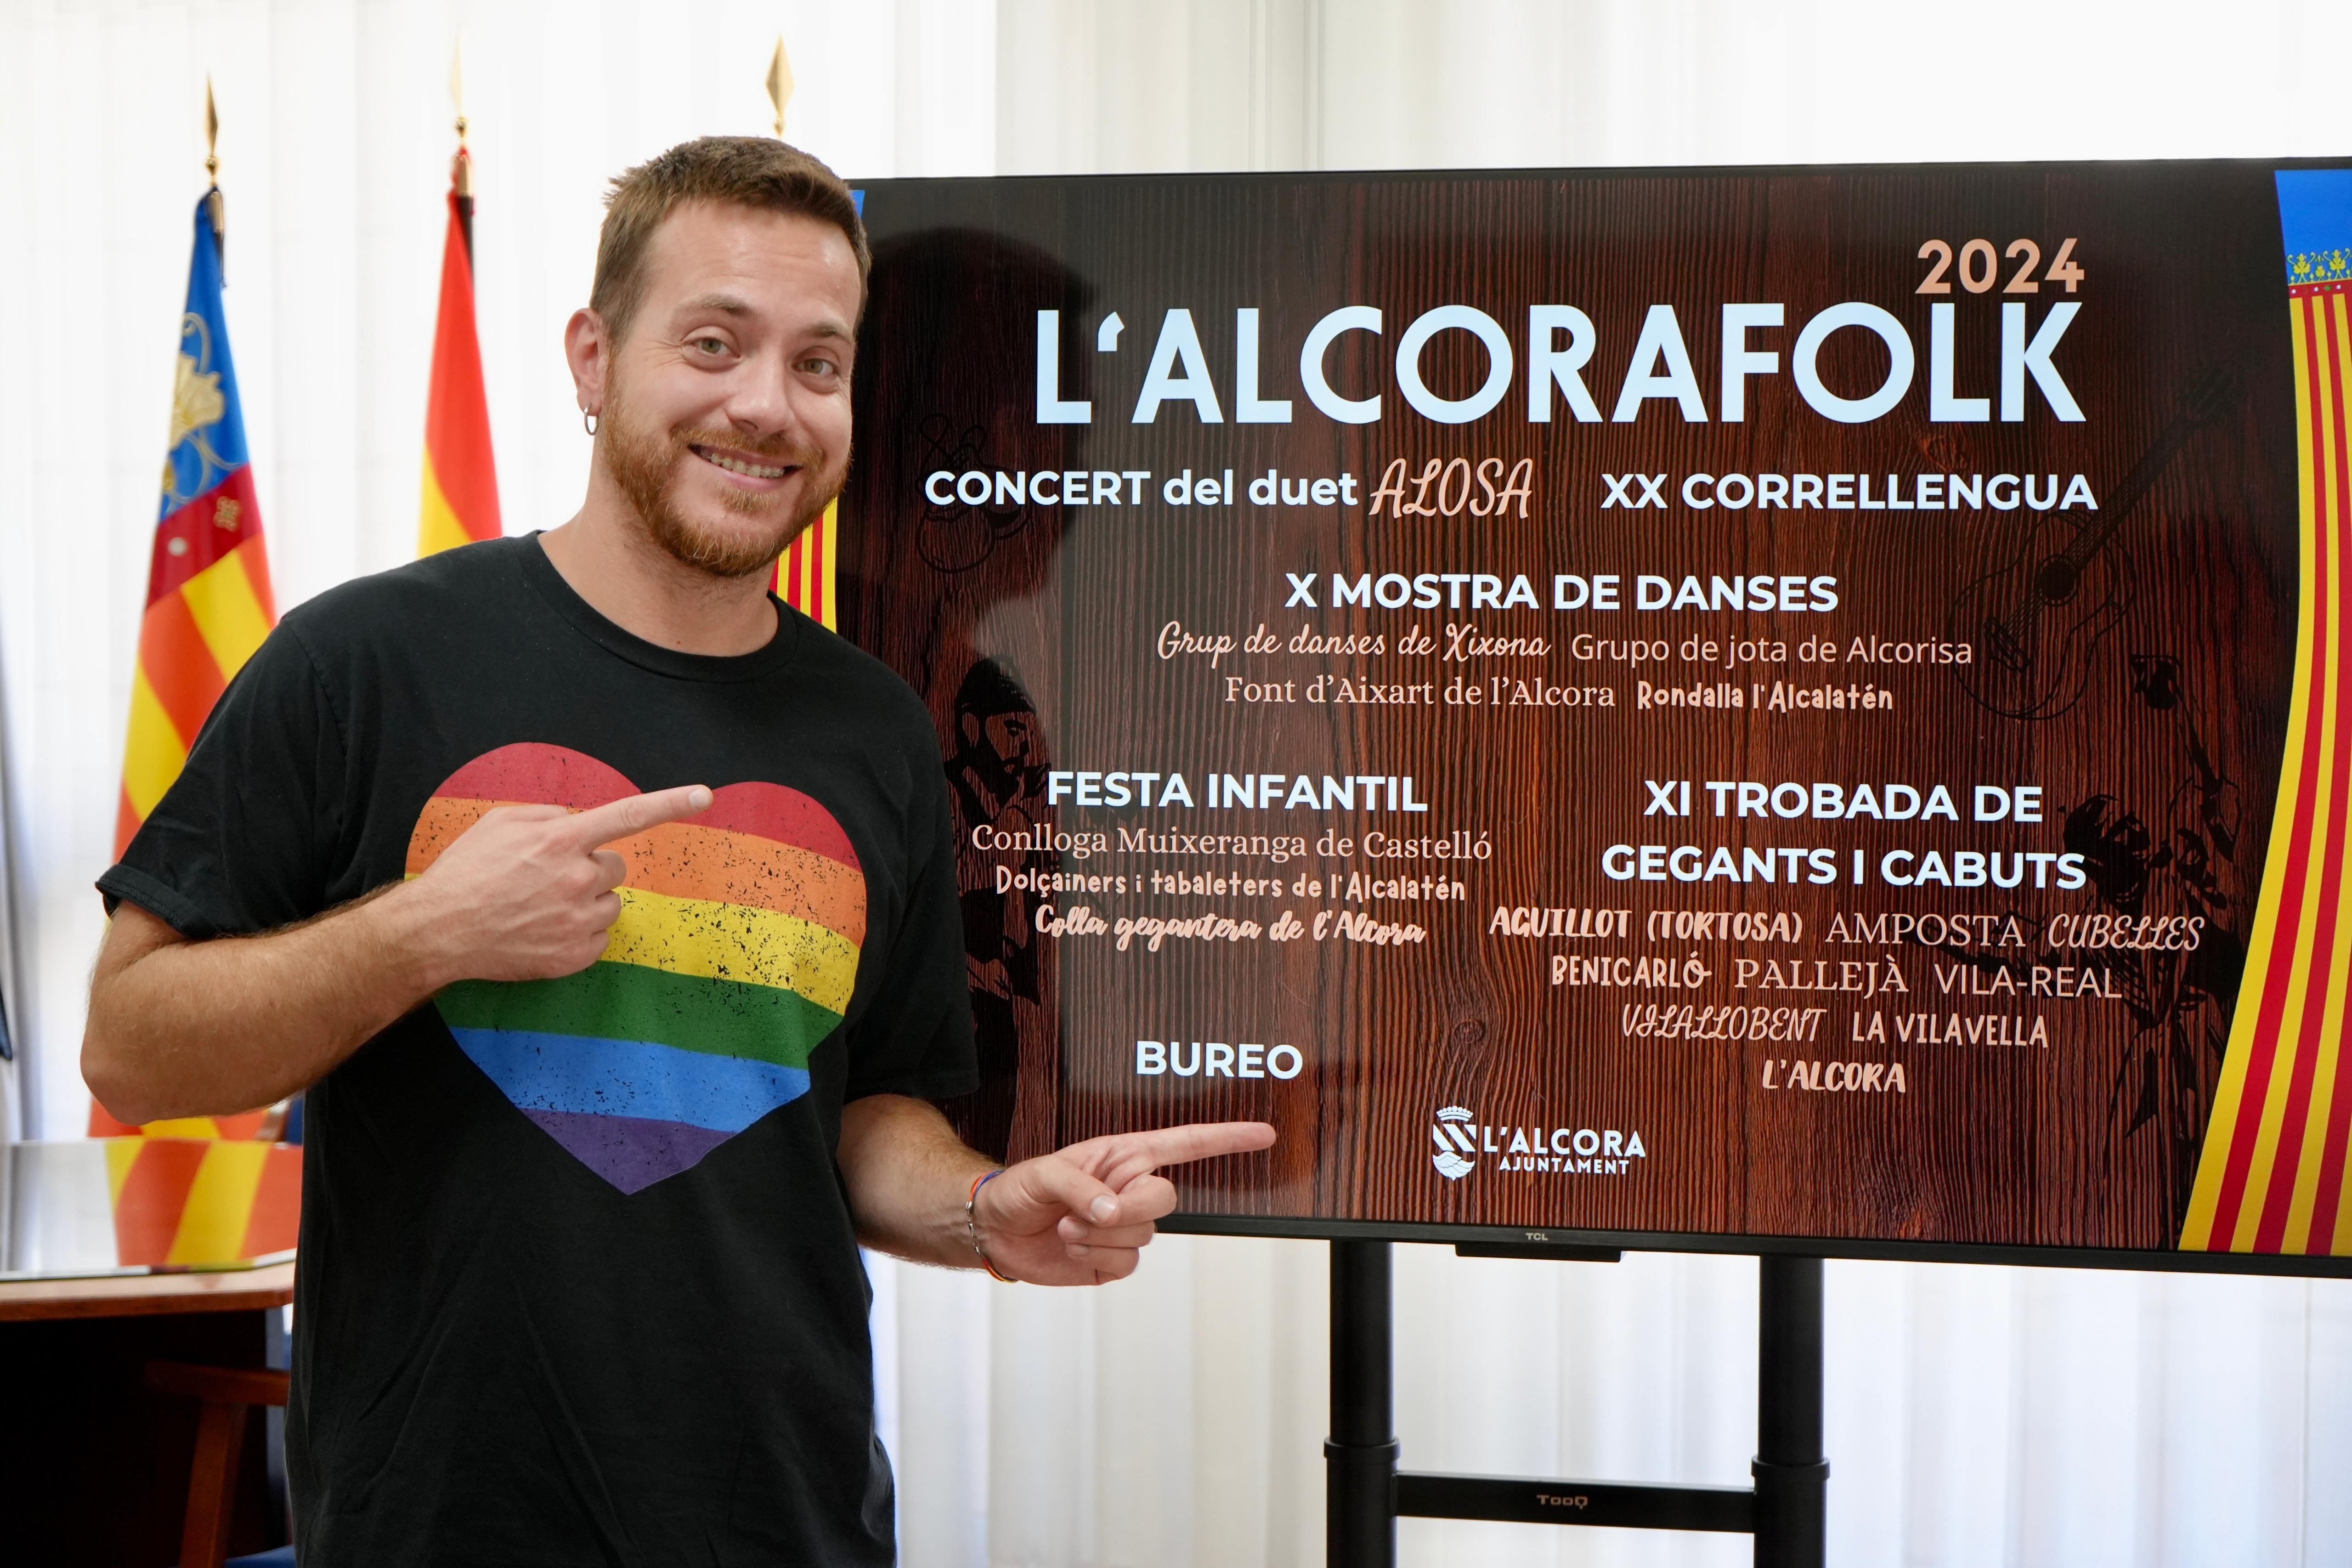 2024
L'ALCORAFOLK
CONCERT del duet ALOSA
XX CORRELLENGUA
X MOSTRA DE DANSES
Grup de danses de Xixona Grupo de jota de Alcorisa
Font d'Aixart de l'Alcora Rondalla l'Alcalatén
FESTA INFANTIL
Conlloga Muixeranga de Castelló
Dolçainers i tabaleters de l'Alcalatén
Colla gegantera de l'Alcora
XI TROBADA DE
GEGANTS I CABUTS
AGUILLOT (TORTOSA) AMPOSTA CUBELLES
BENICARLÓ PALLEJÀ VILA-REAL
VILALLOBENT LA VILAVELLA
L'ALCORA
BUREO
L'ALCORA
AJUNTAMENT
TCL
TooQ